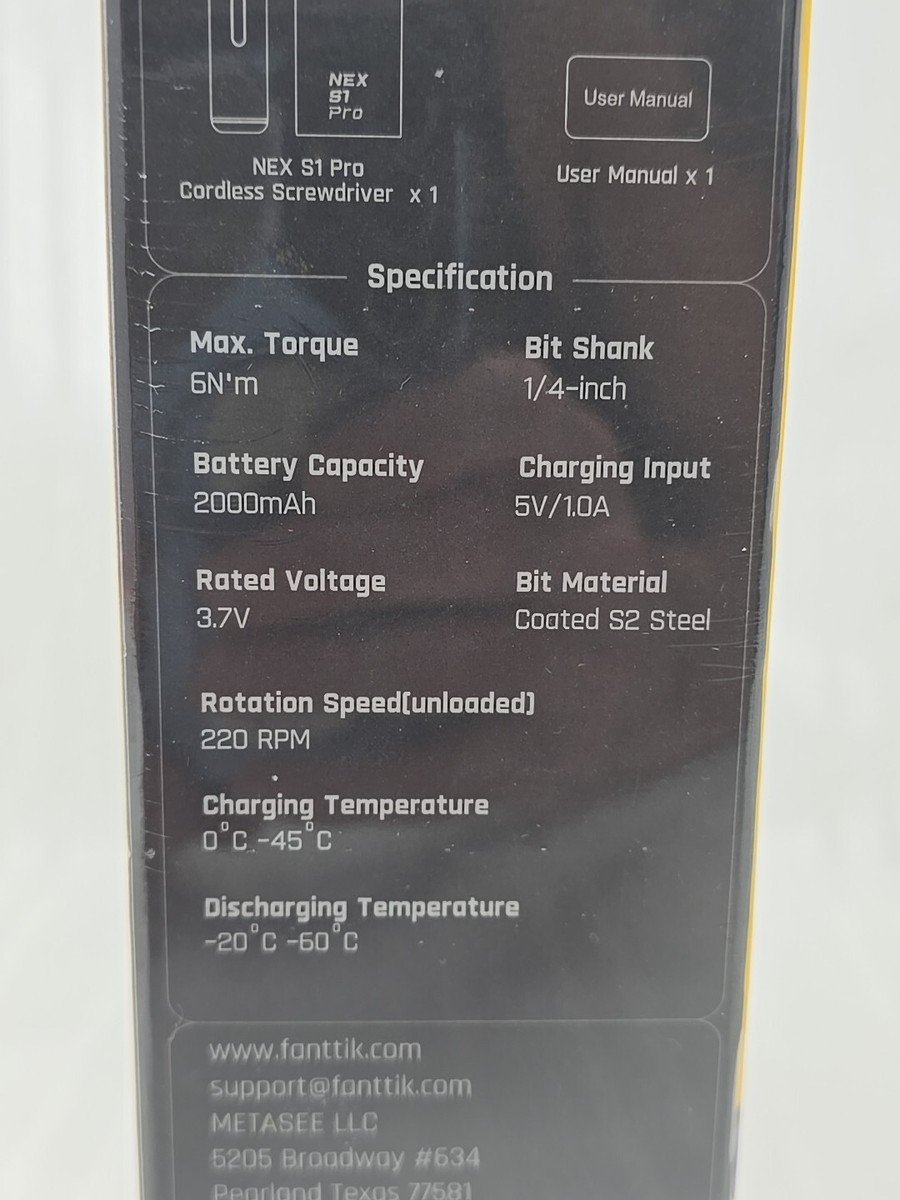 NEX
S1
Pro
User Manual
NEX S1 Pro
Cordless Screwdriver x 1
User Manual x 1
Specification
Max. Torque
6N'm
Bit Shank
1/4-inch
Battery Capacity
2000mAh
Charging Input
5V/1.0A
Rated Voltage
3.7V
Bit Material
Coated S2 Steel
Rotation Speed(unloaded)
220 RPM
Charging Temperature
0°C -45°C
Discharging Temperature
-20°C -60°C
www.fanttik.com
support@fanttik.com
METASEE LLC
5205 Broadway #634
Pearland Texas 77581